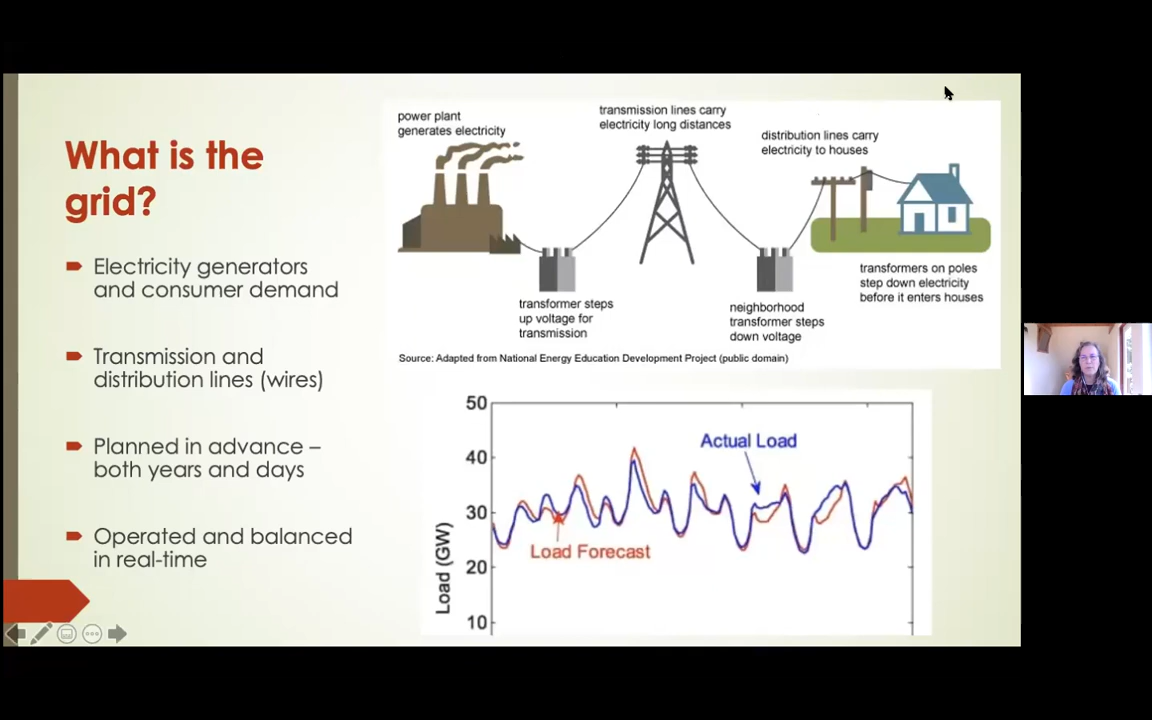 What is the
grid?
Electricity generators
and consumer demand
Transmission and
distribution lines (wires)
Planned in advance –
both years and days
Operated and balanced
in real-time
power plant
generates electricity
transmission lines carry
electricity long distances
distribution lines carry
electricity to houses
transformer steps
up voltage for
transmission
neighborhood
transformer steps
down voltage
transformers on poles
step down electricity
before it enters houses
Source: Adapted from National Energy Education Development Project (public domain)
50
40
30
20
10
Load (GW)
Actual Load
Load Forecast